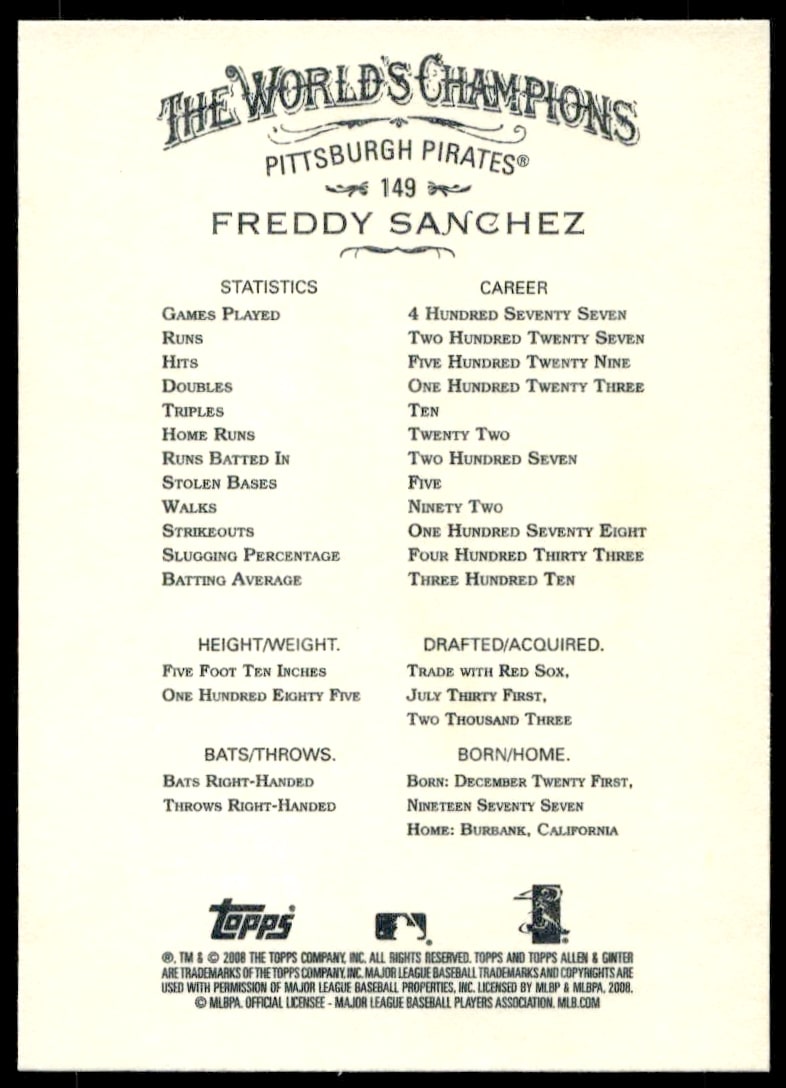 THE WORLD'S CHAMPIONS
PITTSBURGH PIRATES®
149
FREDDY SANCHEZ
STATISTICS CAREER
GAMES PLAYED 4 HUNDRED SEVENTY SEVEN
RUNS TWO HUNDRED TWENTY SEVEN
HITS FIVE HUNDRED TWENTY NINE
DOUBLES ONE HUNDRED TWENTY THREE
TRIPLES TEN
HOME RUNS TWENTY TWO
RUNS BATTED IN TWO HUNDRED SEVEN
STOLEN BASES FIVE
WALKS NINETY TWO
STRIKEOUTS ONE HUNDRED SEVENTY EIGHT
SLUGGING PERCENTAGE FOUR HUNDRED THIRTY THREE
BATTING AVERAGE THREE HUNDRED TEN
HEIGHT/WEIGHT.
FIVE FOOT TEN INCHES
ONE HUNDRED EIGHTY FIVE
DRAFTED/ACQUIRED.
TRADE WITH RED SOX,
JULY THIRTY FIRST,
TWO THOUSAND THREE
BATS/THROWS.
BATS RIGHT-HANDED
THROWS RIGHT-HANDED
BORN/HOME.
BORN: DECEMBER TWENTY FIRST,
NINETEEN SEVENTY SEVEN
HOME: BURBANK, CALIFORNIA
topps
®, TM & © 2008 THE TOPPS COMPANY, INC. ALL RIGHTS RESERVED. TOPPS AND TOPPS ALLEN & GINTER
ARE TRADEMARKS OF THE TOPPS COMPANY, INC. MAJOR LEAGUE BASEBALL TRADEMARKS AND COPYRIGHTS ARE
USED WITH PERMISSION OF MAJOR LEAGUE BASEBALL PROPERTIES, INC. LICENSED BY MLBP & MLBPA, 2008.
© MLBPA. OFFICIAL LICENSEE - MAJOR LEAGUE BASEBALL PLAYERS ASSOCIATION. MLB.COM